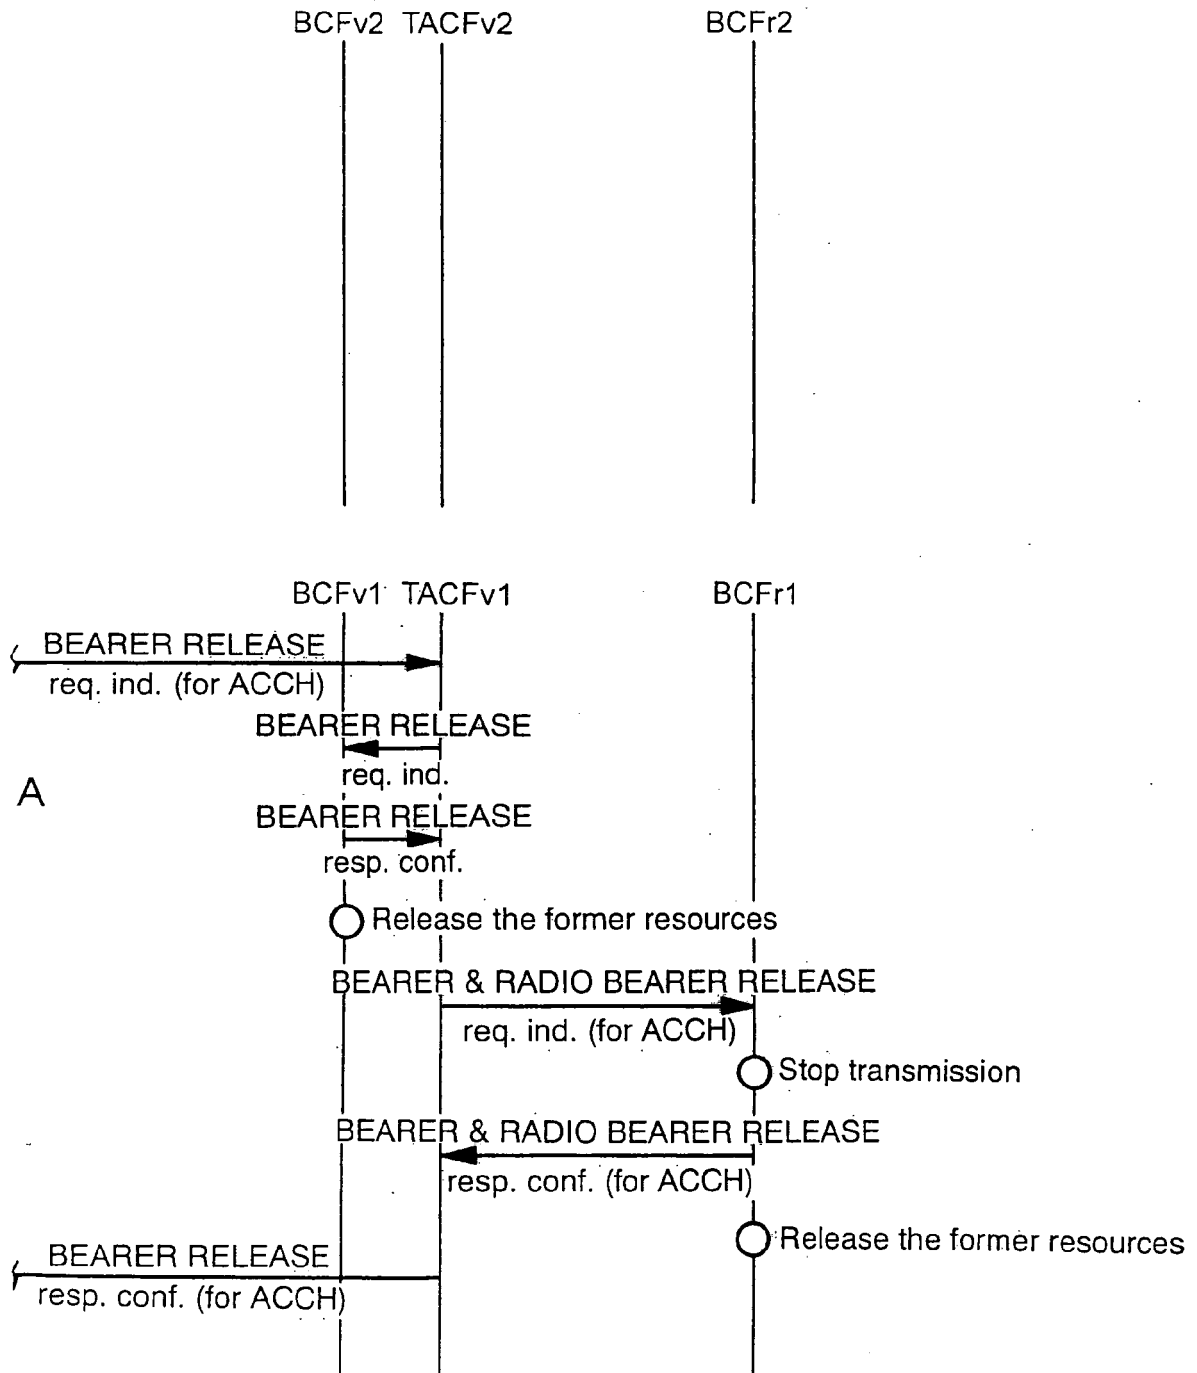 BCFv2 TACFv2 BCFr2
BCFv1 TACFv1 BCFr1
BEARER RELEASE
req. ind. (for ACCH)
BEARER RELEASE
req. ind.
A
BEARER RELEASE
resp. conf.
Release the former resources
BEARER & RADIO BEARER RELEASE
req. ind. (for ACCH)
Stop transmission
BEARER & RADIO BEARER RELEASE
resp. conf. (for ACCH)
Release the former resources
BEARER RELEASE
resp. conf. (for ACCH)